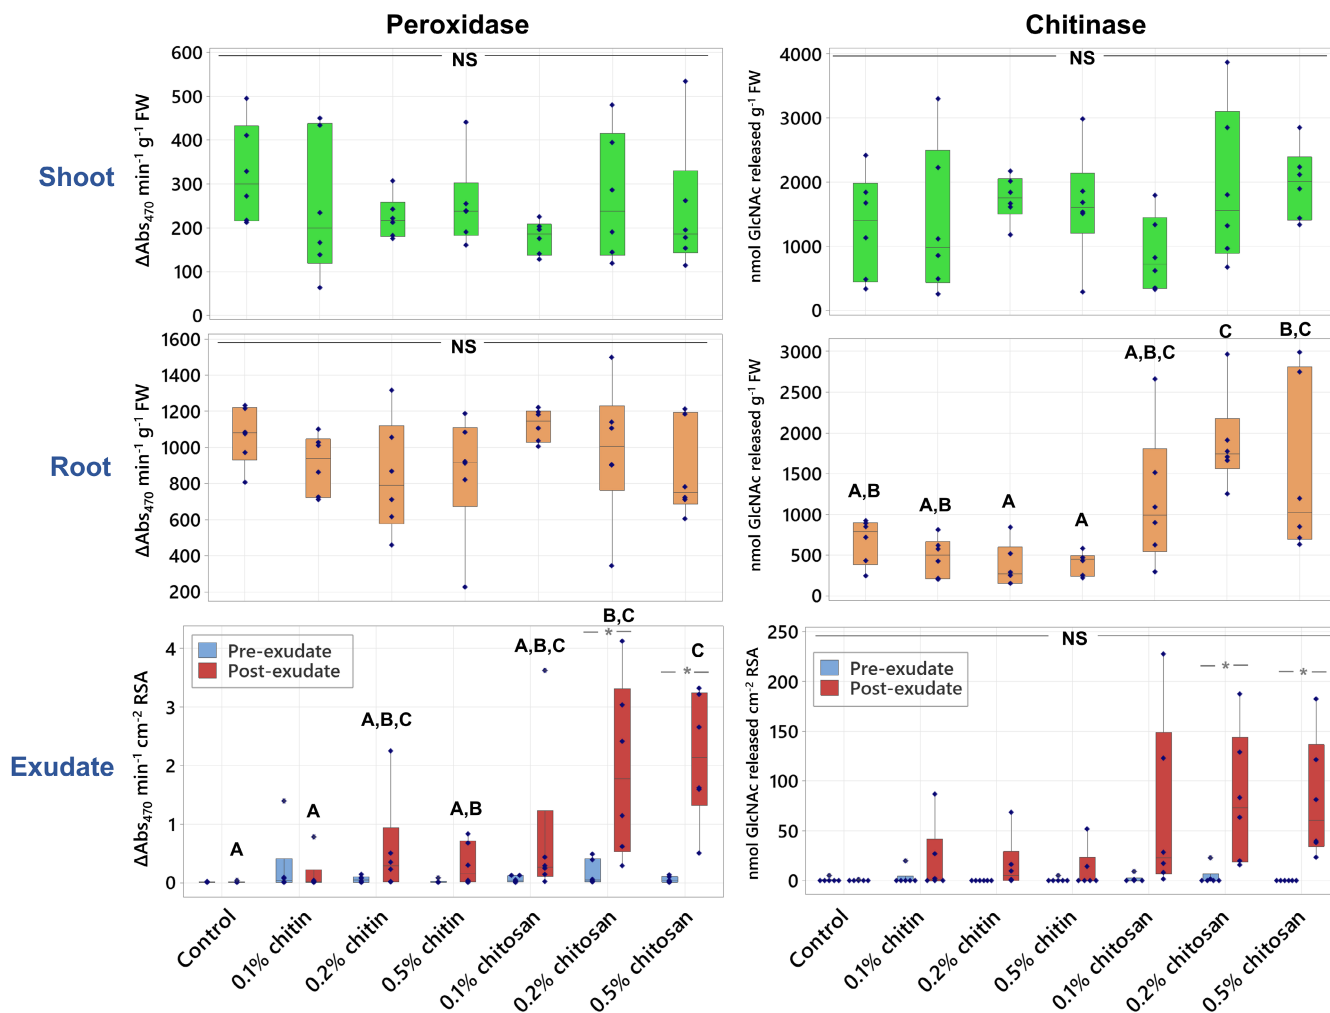 Peroxidase
Chitinase
Shoot
ΔAbs470 min-1 g-1 FW
600
500
400
300
200
100
0
NS
nmol GlcNAc released g-1 FW
4000
3000
2000
1000
0
NS
Root
ΔAbs470 min-1 g-1 FW
1600
1400
1200
1000
800
600
400
200
NS
nmol GlcNAc released g-1 FW
3000
2500
2000
1500
1000
500
0
A,B
A,B
A
A
A,B,C
C
B,C
Exudate
ΔAbs470 min-1 cm-2 RSA
4
3
2
1
0
Pre-exudate
Post-exudate
A
A
A,B,C
A,B
A,B,C
B,C
*
C
*
nmol GlcNAc released cm-2 RSA
250
200
150
100
50
0
NS
Pre-exudate
Post-exudate
*
*
Control
0.1% chitin
0.2% chitin
0.5% chitin
0.1% chitosan
0.2% chitosan
0.5% chitosan
Control
0.1% chitin
0.2% chitin
0.5% chitin
0.1% chitosan
0.2% chitosan
0.5% chitosan